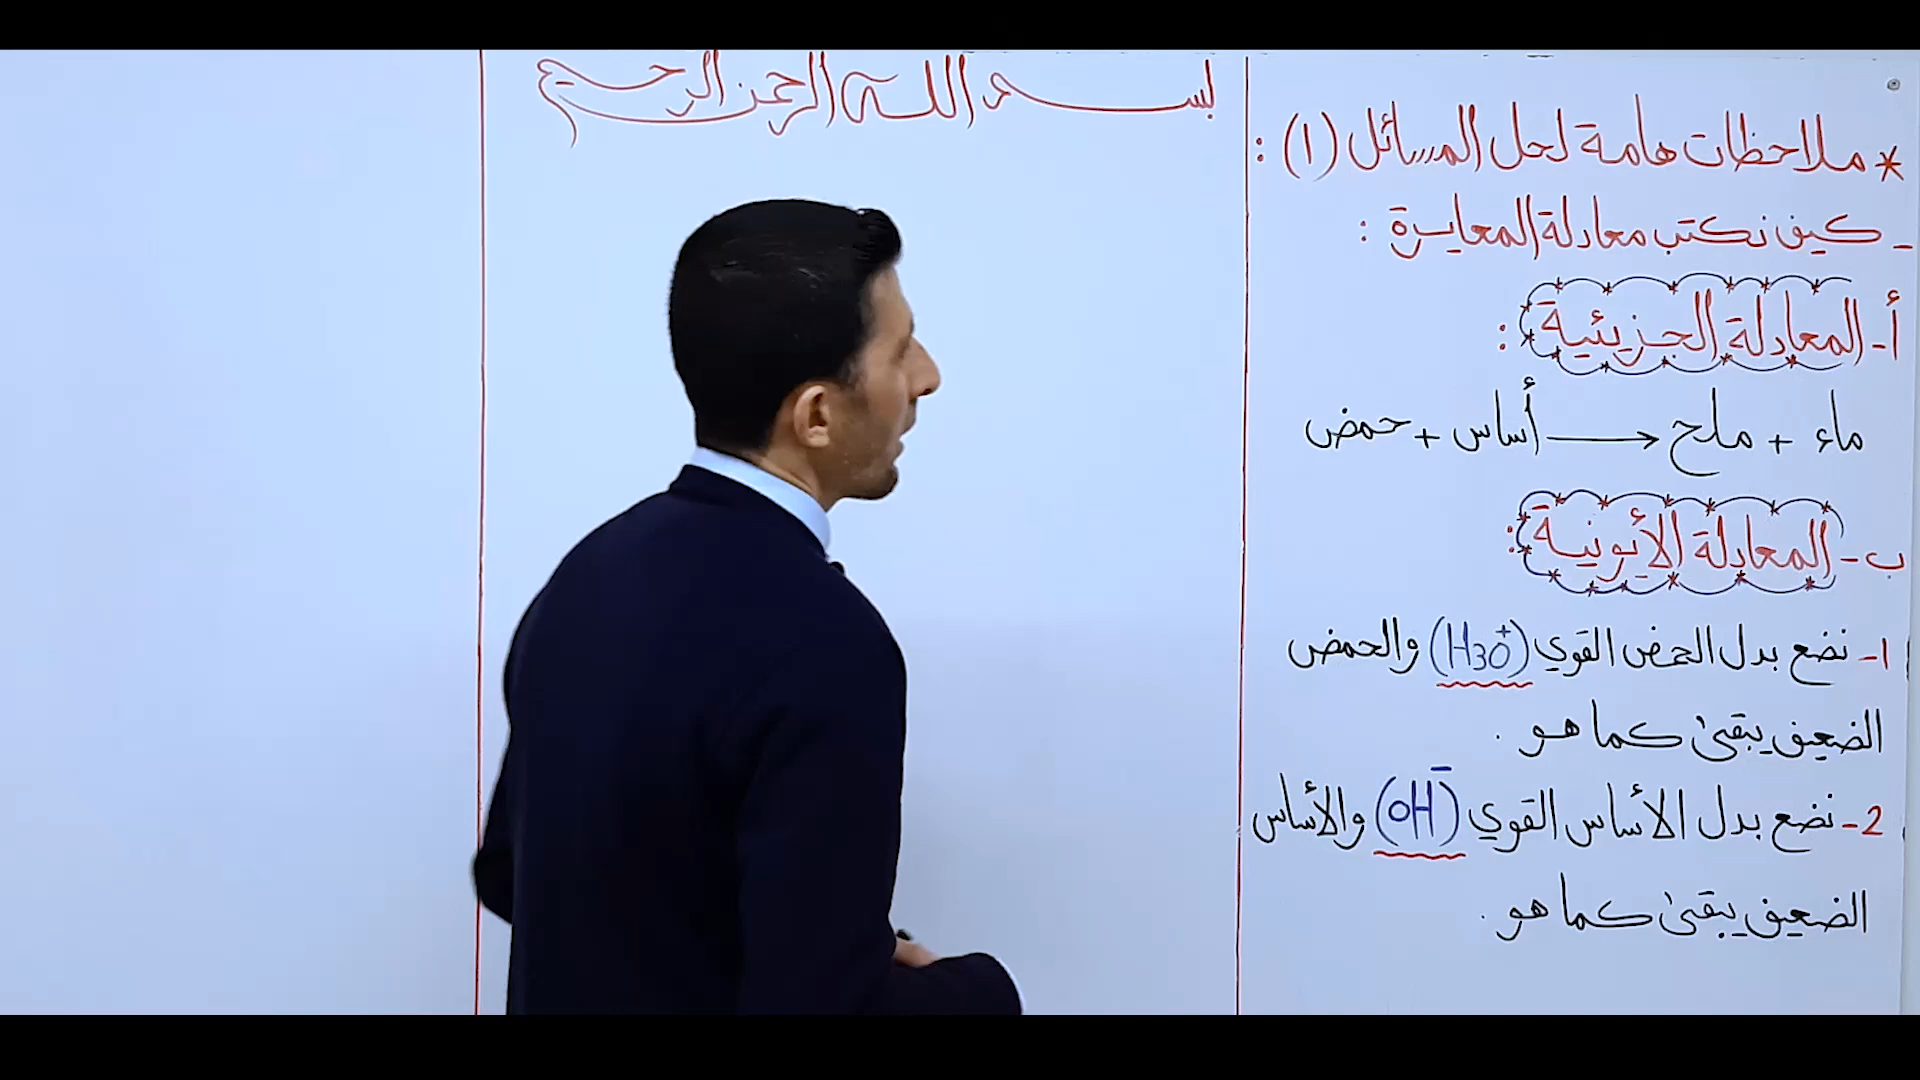 بسم الله الرحمن الرحيم
* ملاحظات هامة لحل المسائل (1) :
- كيف نكتب معادلة المعايرة :
أ- المعادلة الجزيئية :
حمض + أساس ⟶ ملح + ماء
ب- المعادلة الأيونية :
1- نضع بدل الحمض القوي (H3O+) والحمض
الضعيف يبقى كما هو .
2- نضع بدل الأساس القوي (OH-) والأساس
الضعيف يبقى كما هو .